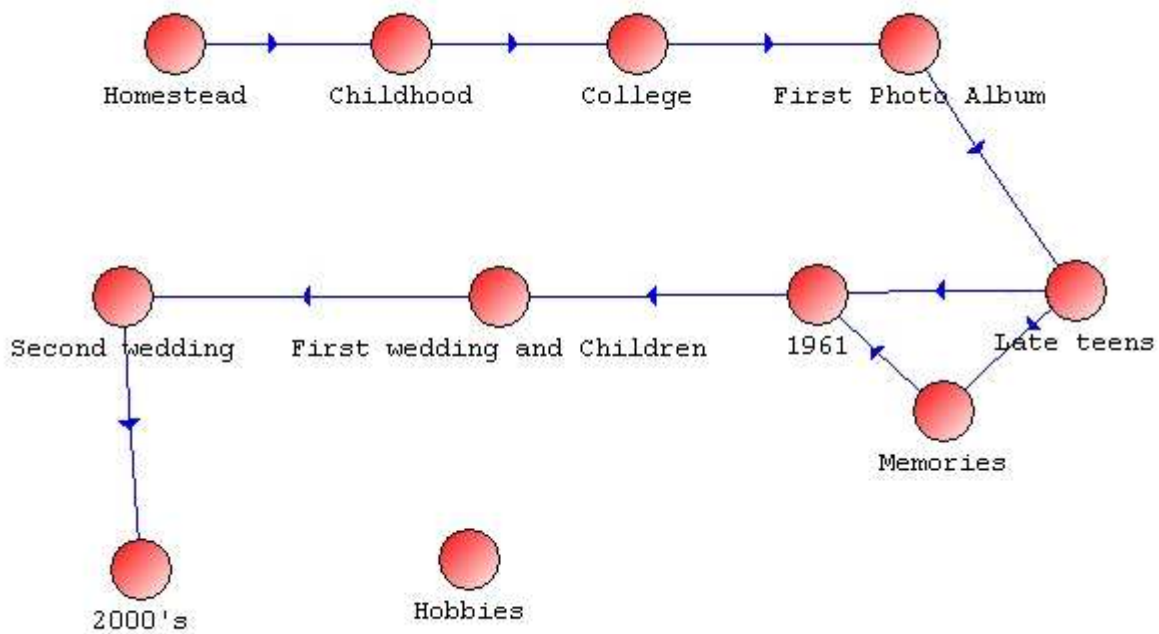 Homestead
Childhood
College
First Photo Album
Second wedding
First wedding and Children
1961
Late teens
Memories
2000's
Hobbies